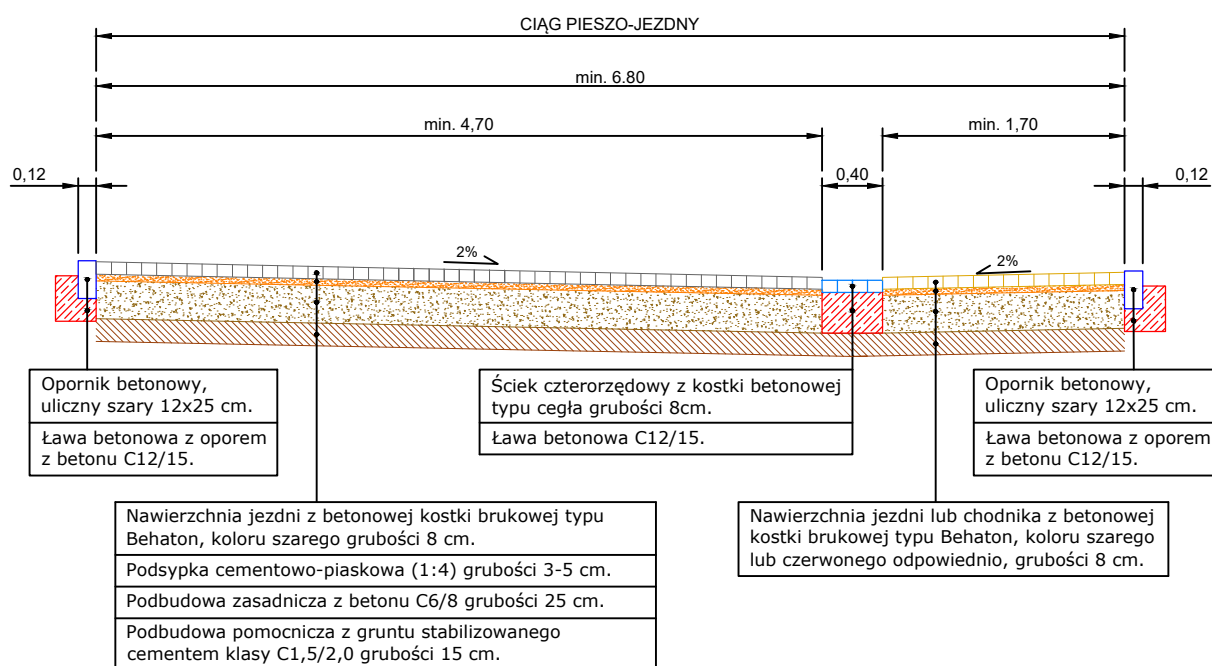 CIĄG PIESZO-JEZDNY
min. 6.80
min. 4,70
min. 1,70
0,12
0,40
0,12
2%
2%
Opornik betonowy,
uliczny szary 12x25 cm.
Ława betonowa z oporem
z betonu C12/15.
Ściek czterorzędowy z kostki betonowej
typu cegła grubości 8cm.
Ława betonowa C12/15.
Opornik betonowy,
uliczny szary 12x25 cm.
Ława betonowa z oporem
z betonu C12/15.
Nawierzchnia jezdni z betonowej kostki brukowej typu
Behaton, koloru szarego grubości 8 cm.
Podsypka cementowo-piaskowa (1:4) grubości 3-5 cm.
Podbudowa zasadnicza z betonu C6/8 grubości 25 cm.
Podbudowa pomocnicza z gruntu stabilizowanego
cementem klasy C1,5/2,0 grubości 15 cm.
Nawierzchnia jezdni lub chodnika z betonowej
kostki brukowej typu Behaton, koloru szarego
lub czerwonego odpowiednio, grubości 8 cm.